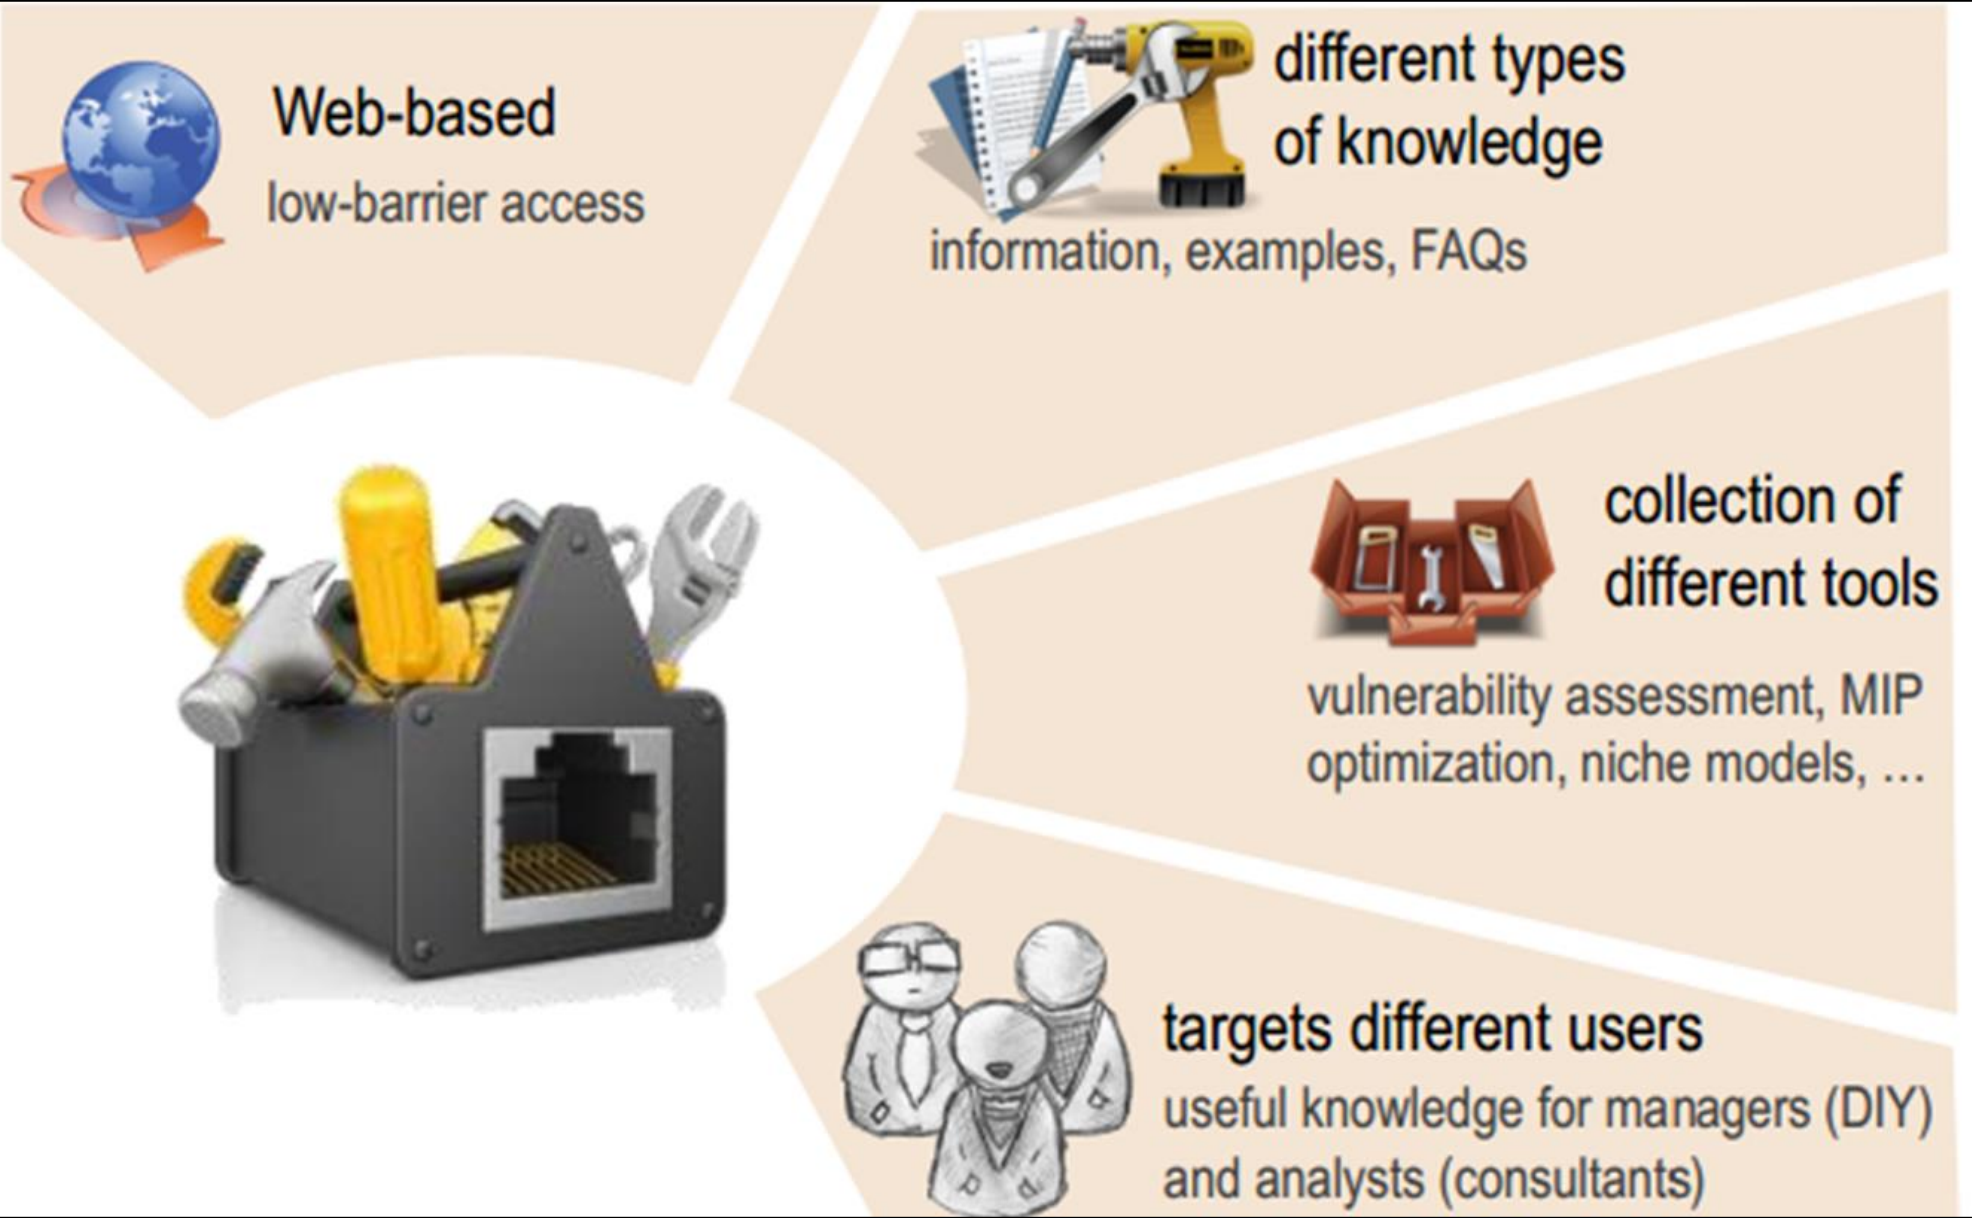 Web-based
low-barrier access
different types
of knowledge
information, examples, FAQs
collection of
different tools
vulnerability assessment, MIP
optimization, niche models, …
targets different users
useful knowledge for managers (DIY)
and analysts (consultants)